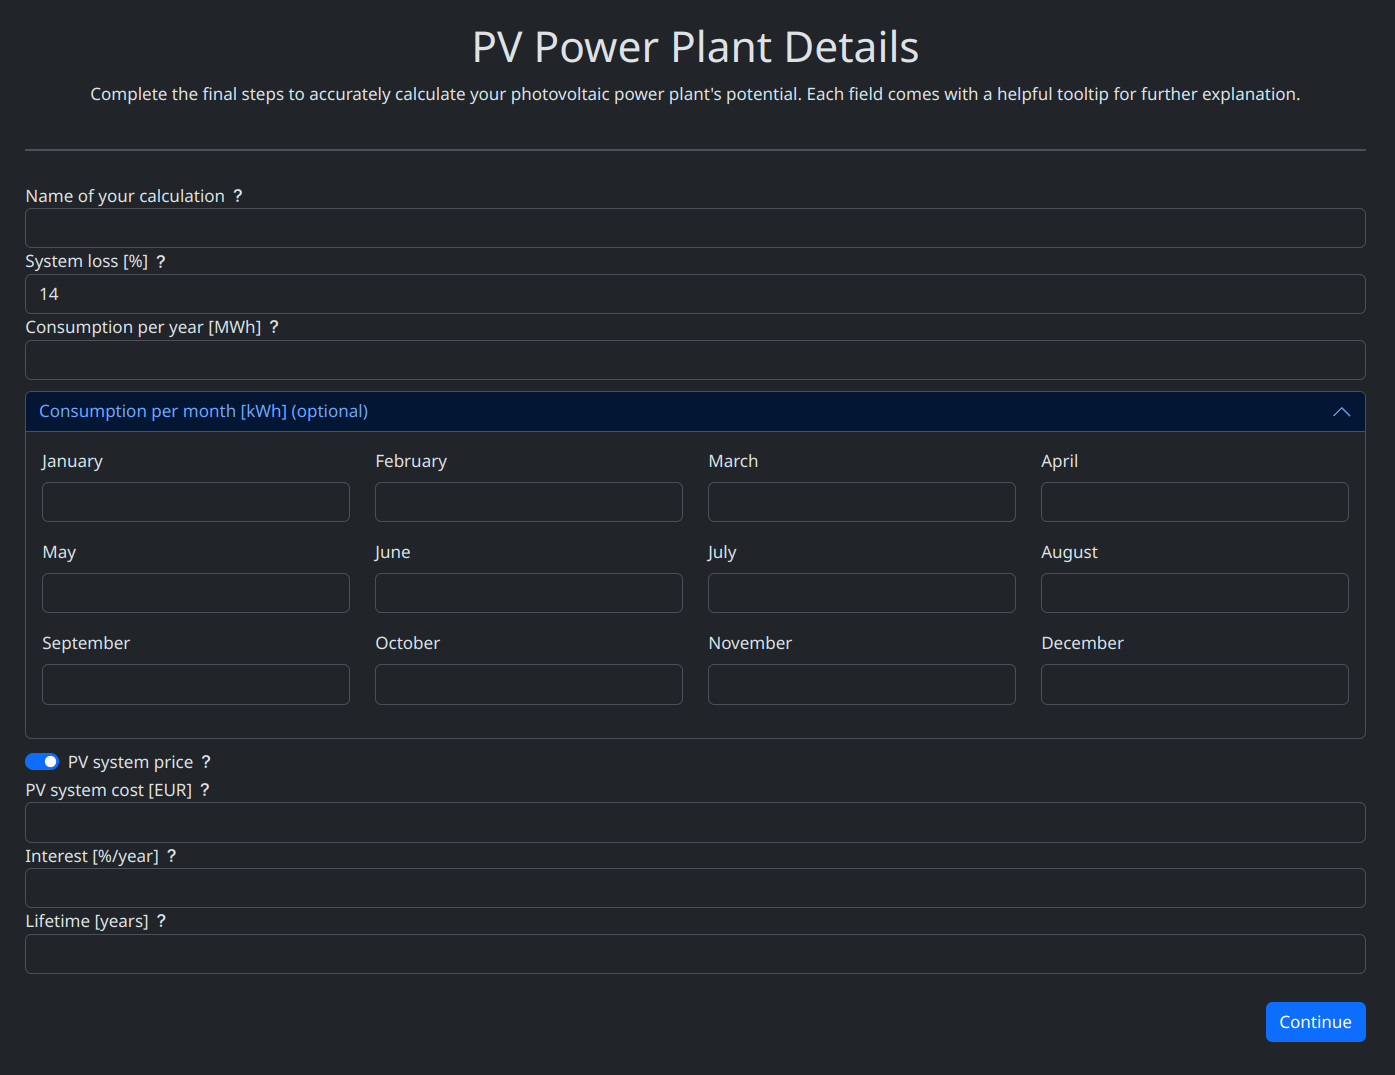 PV Power Plant Details
Complete the final steps to accurately calculate your photovoltaic power plant's potential. Each field comes with a helpful tooltip for further explanation.
Name of your calculation ?
System loss [%] ?
14
Consumption per year [MWh] ?
Consumption per month [kWh] (optional)
January February March April
May June July August
September October November December
PV system price ?
PV system cost [EUR] ?
Interest [%/year] ?
Lifetime [years] ?
Continue